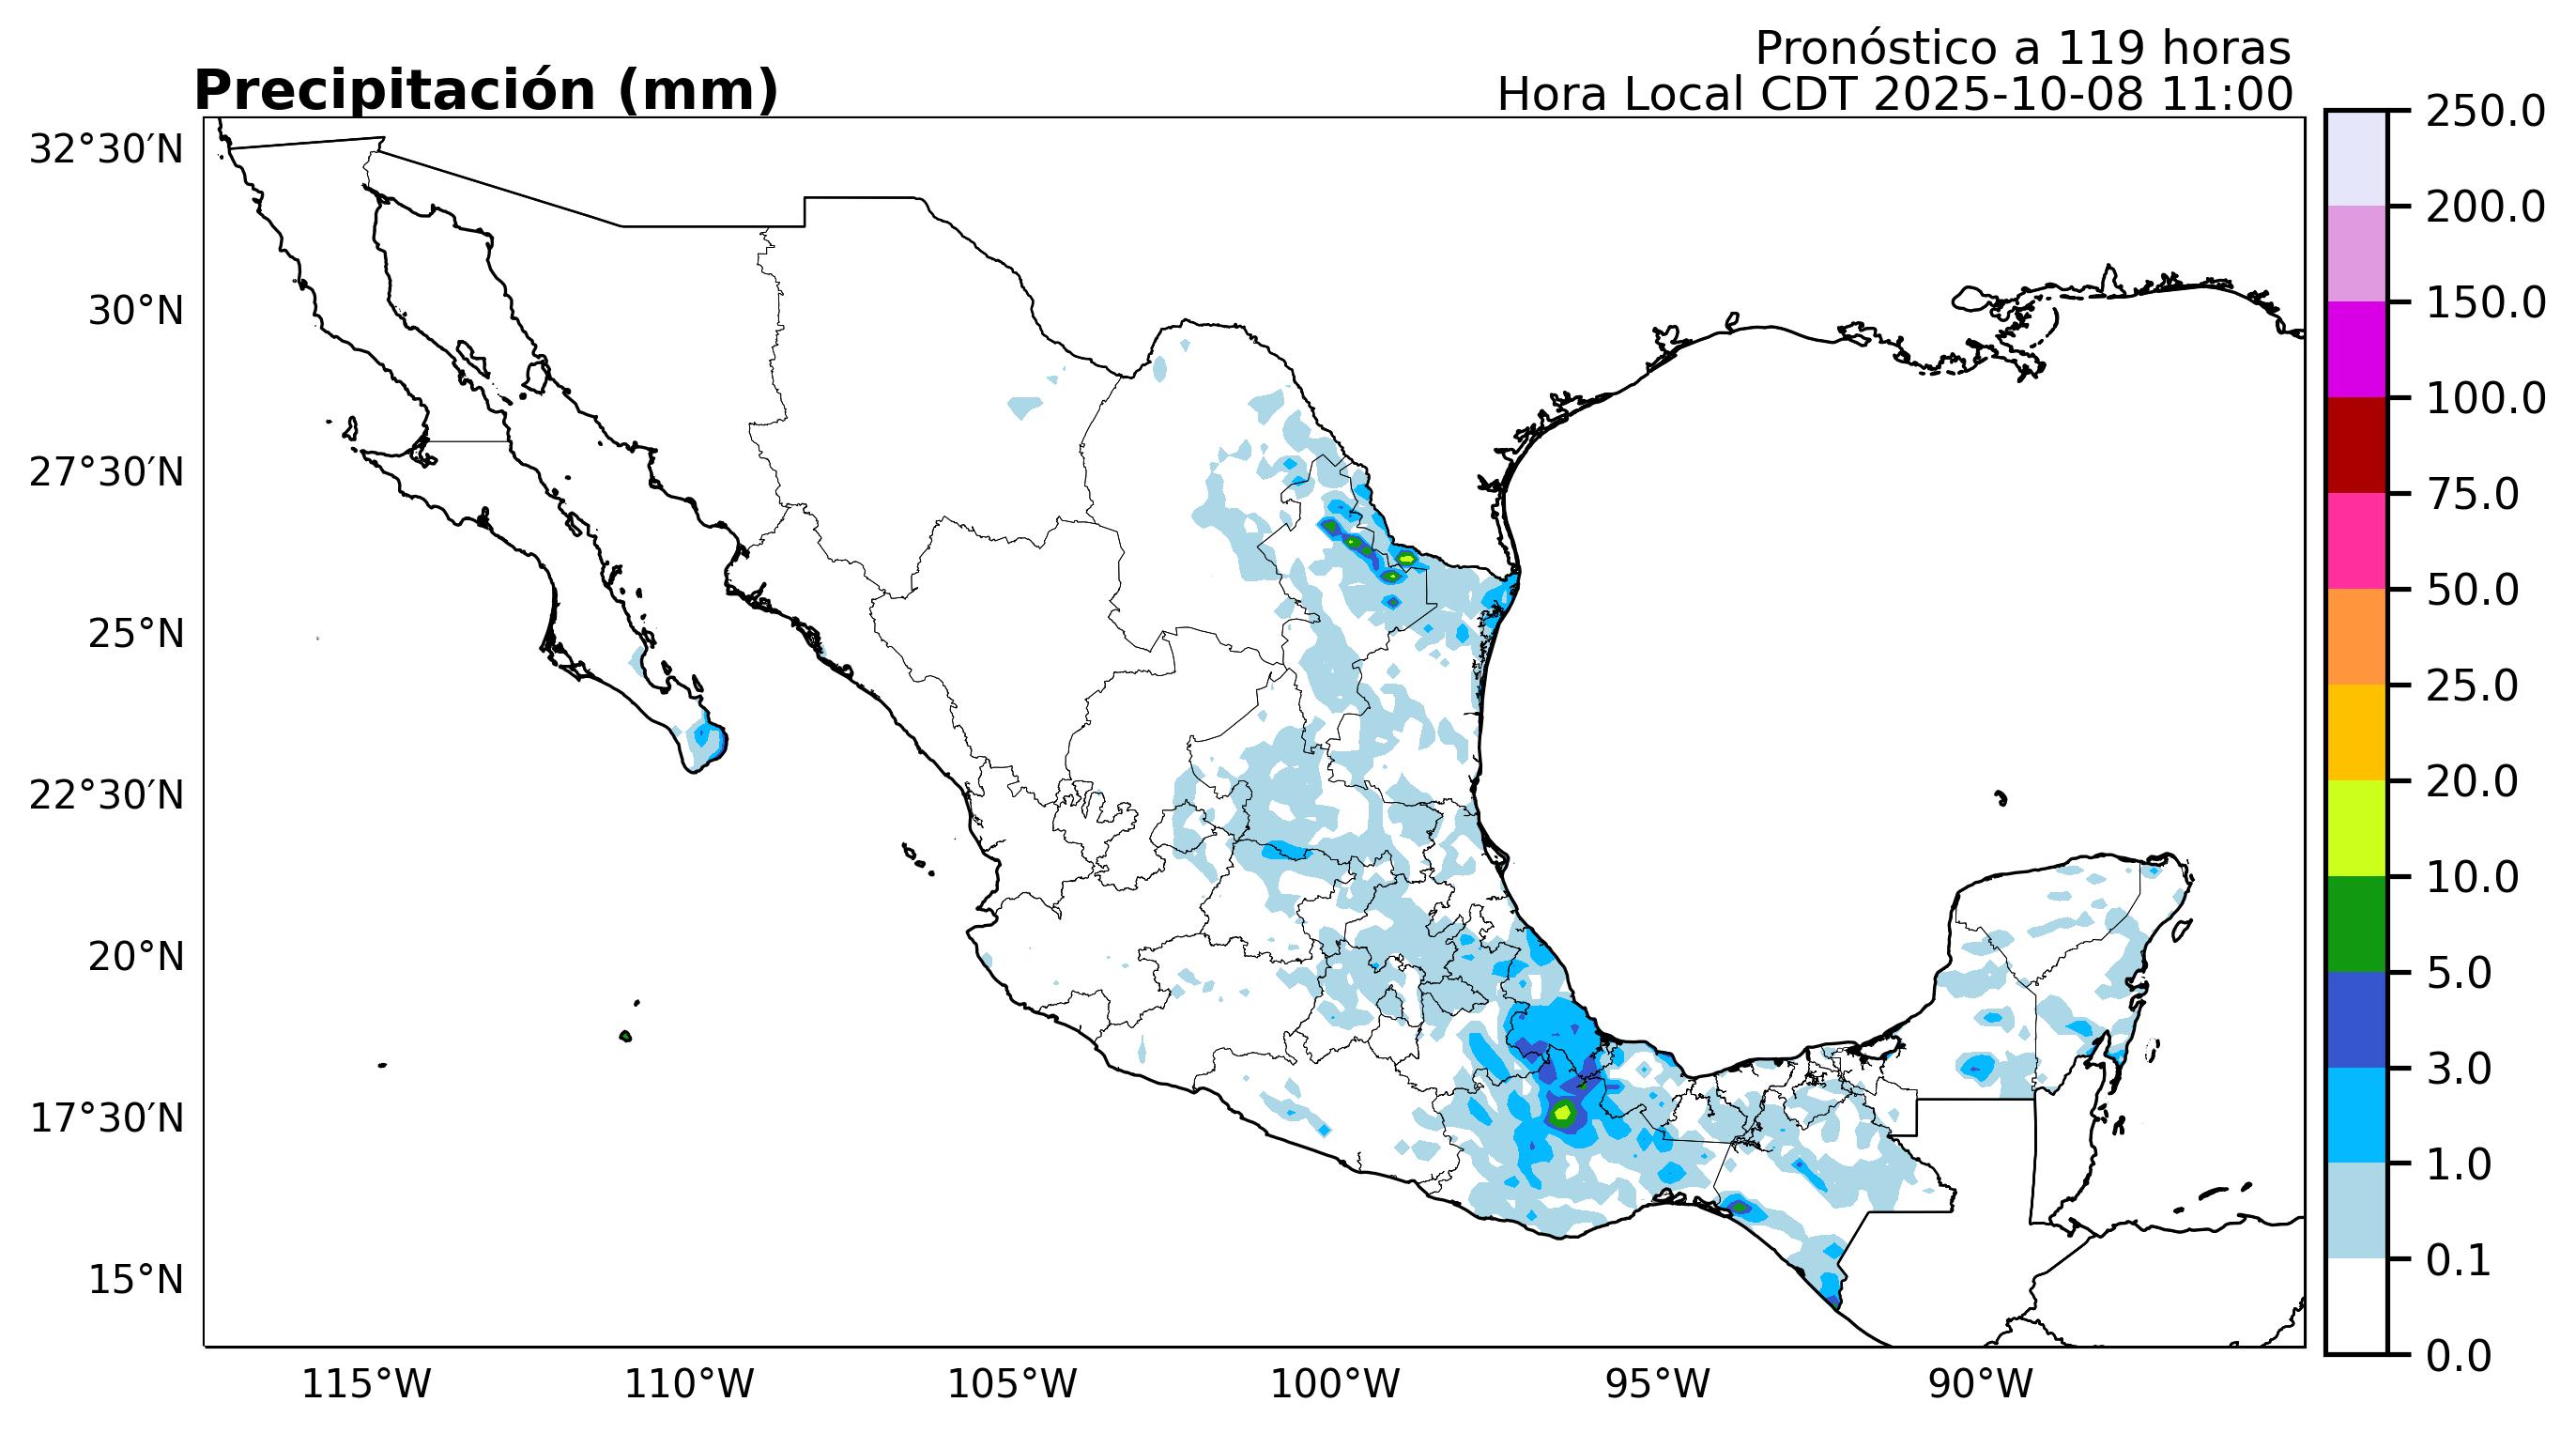 Pronóstico a 119 horas
Precipitación (mm)
Hora Local CDT 2025-10-08 11:00
32°30′N
30°N
27°30′N
25°N
22°30′N
20°N
17°30′N
15°N
115°W
110°W
105°W
100°W
95°W
90°W
250.0
200.0
150.0
100.0
75.0
50.0
25.0
20.0
10.0
5.0
3.0
1.0
0.1
0.0